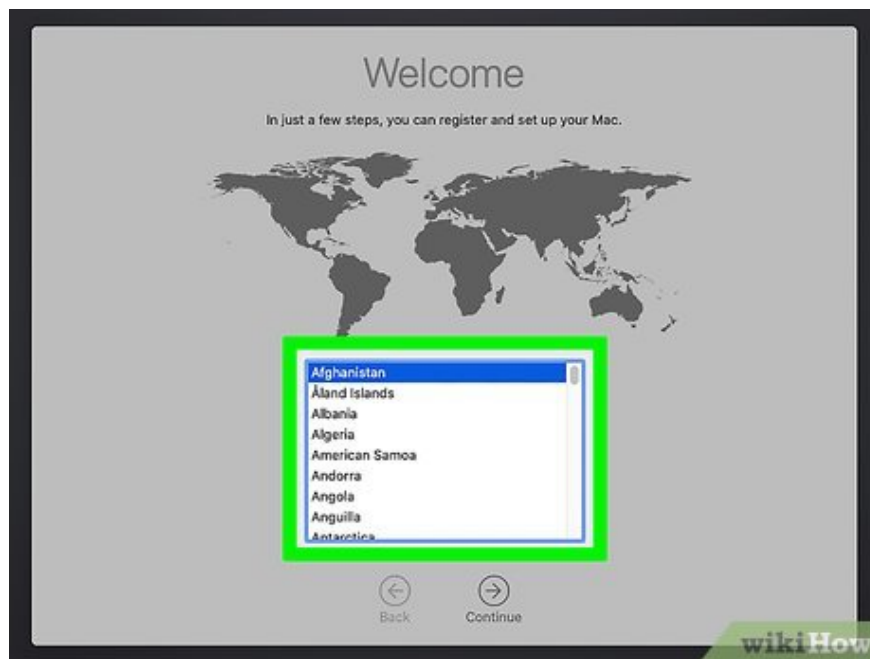 Welcome
In just a few steps, you can register and set up your Mac.
Afghanistan
Åland Islands
Albania
Algeria
American Samoa
Andorra
Angola
Anguilla
Antarctica
Back Continue
wikiHow